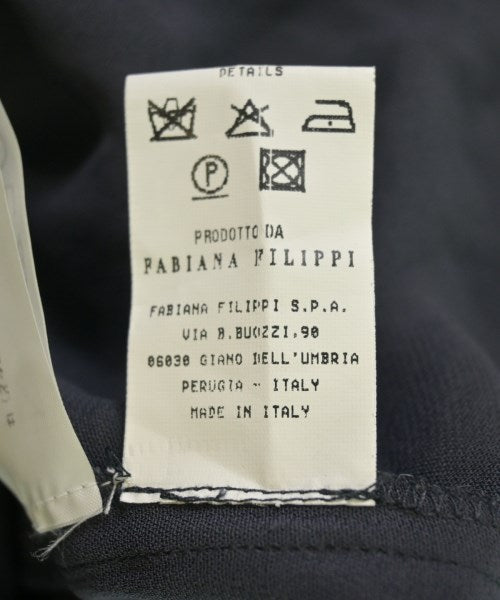 DETAILS
P
PRODOTTO DA
FABIANA FILIPPI
FABIANA FILIPPI S.P.A.
VIA B.BUOZZI,90
06030 GIANO DELL'UMBRIA
PERUGIA - ITALY
MADE IN ITALY